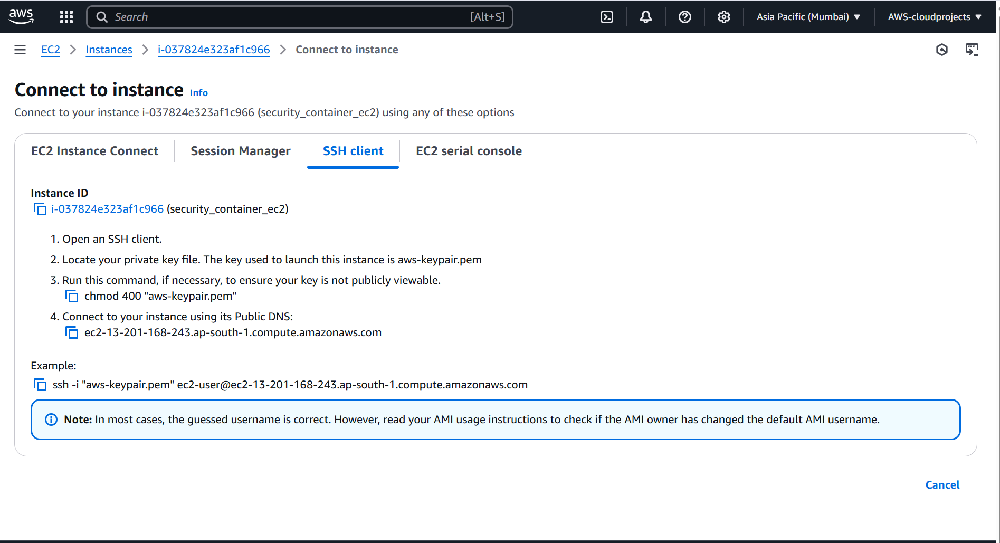 aws
Search [Alt+S]
Asia Pacific (Mumbai)
AWS-cloudprojects
EC2 Instances i-037824e323af1c966 Connect to instance
Connect to instance Info
Connect to your instance i-037824e323af1c966 (security_container_ec2) using any of these options
EC2 Instance Connect
Session Manager
SSH client
EC2 serial console
Instance ID
i-037824e323af1c966 (security_container_ec2)
1. Open an SSH client.
2. Locate your private key file. The key used to launch this instance is aws-keypair.pem
3. Run this command, if necessary, to ensure your key is not publicly viewable.
chmod 400 "aws-keypair.pem"
4. Connect to your instance using its Public DNS:
ec2-13-201-168-243.ap-south-1.compute.amazonaws.com
Example:
ssh -i "aws-keypair.pem" ec2-user@ec2-13-201-168-243.ap-south-1.compute.amazonaws.com
Note: In most cases, the guessed username is correct. However, read your AMI usage instructions to check if the AMI owner has changed the default AMI username.
Cancel